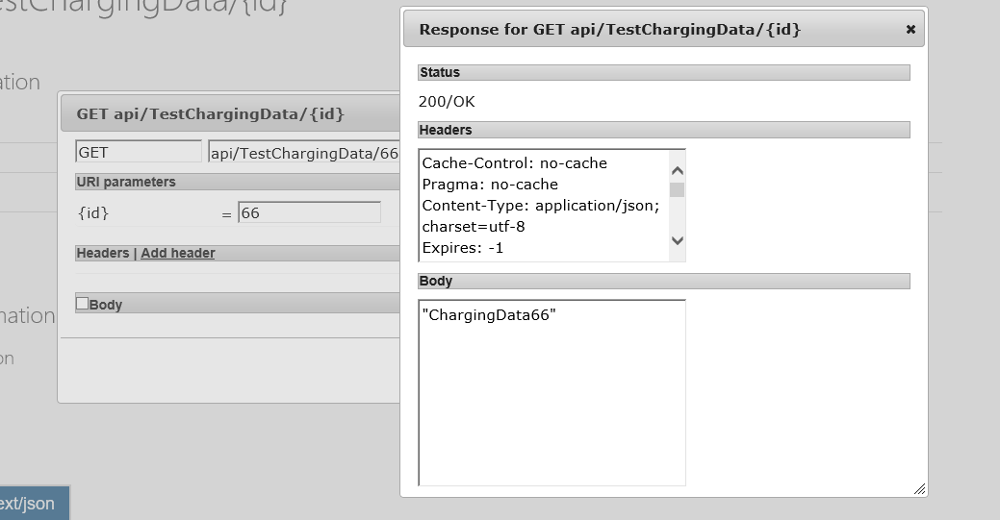 estChargingData/{id}
ation
GET api/TestChargingData/{id}
GET api/TestChargingData/66
URI parameters
{id} = 66
Headers | Add header
Body
mation
on
ext/json
Response for GET api/TestChargingData/{id}
Status
200/OK
Headers
Cache-Control: no-cache
Pragma: no-cache
Content-Type: application/json;
charset=utf-8
Expires: -1
Body
"ChargingData66"